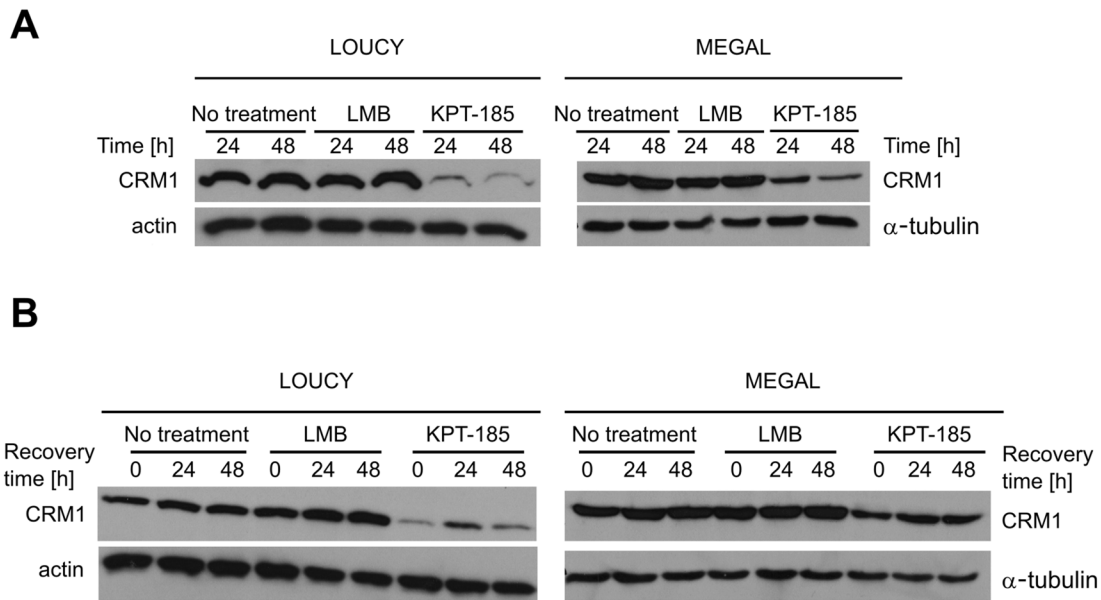 A
LOUCY MEGAL
No treatment LMB KPT-185 No treatment LMB KPT-185
Time [h] 24 48 24 48 24 48 24 48 24 48 24 48 Time [h]
CRM1 CRM1
actin α-tubulin
B
LOUCY MEGAL
No treatment LMB KPT-185 No treatment LMB KPT-185
Recovery time [h] 0 24 48 0 24 48 0 24 48 0 24 48 0 24 48 0 24 48 Recovery time [h]
CRM1 CRM1
actin α-tubulin